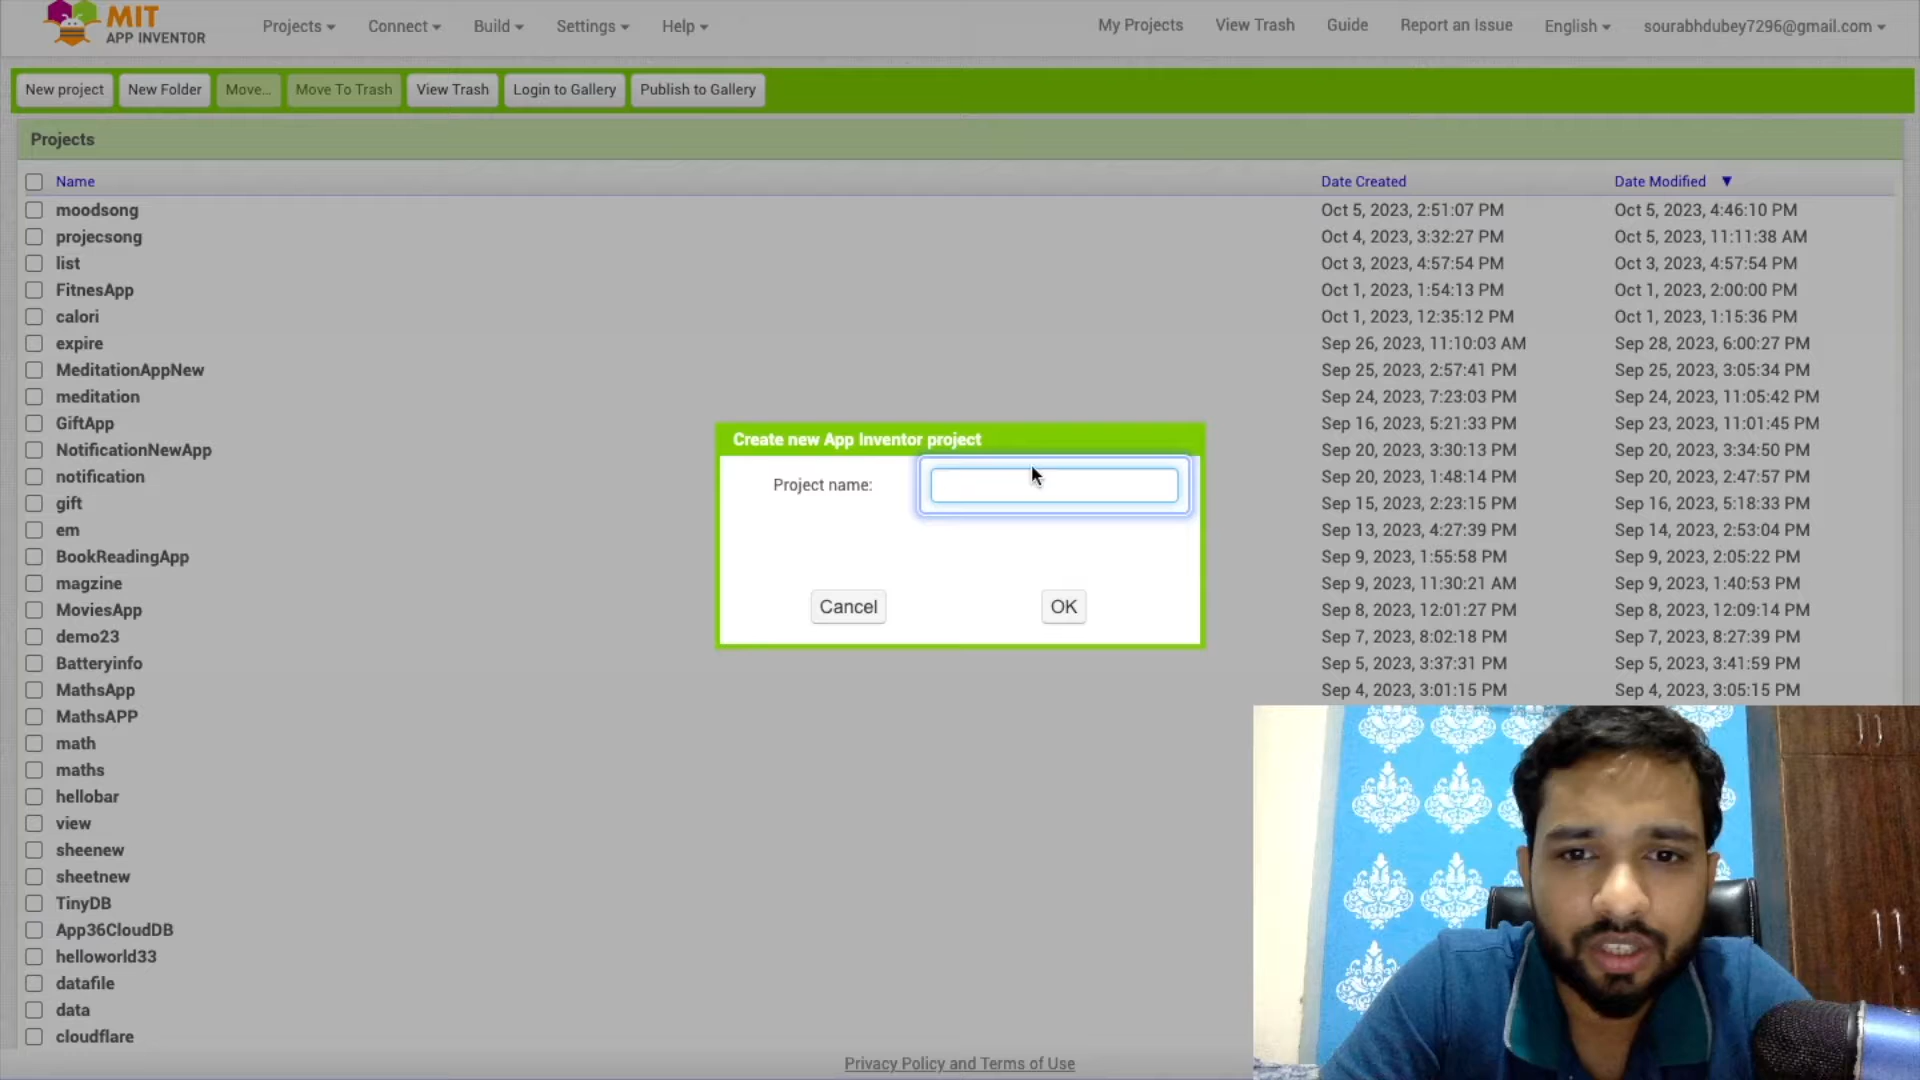 MIT
APP INVENTOR
Projects Connect Build Settings Help My Projects View Trash Guide Report an Issue English sourabhdubey7296@gmail.com
New project New Folder Move... Move To Trash View Trash Login to Gallery Publish to Gallery
Projects
Name Date Created Date Modified ▼
moodsong Oct 5, 2023, 2:51:07 PM Oct 5, 2023, 4:46:10 PM
projecsong Oct 4, 2023, 3:32:27 PM Oct 5, 2023, 11:11:38 AM
list Oct 3, 2023, 4:57:54 PM Oct 3, 2023, 4:57:54 PM
FitnesApp Oct 1, 2023, 1:54:13 PM Oct 1, 2023, 2:00:00 PM
calori Oct 1, 2023, 12:35:12 PM Oct 1, 2023, 1:15:36 PM
expire Sep 26, 2023, 11:10:03 AM Sep 28, 2023, 6:00:27 PM
MeditationAppNew Sep 25, 2023, 2:57:41 PM Sep 25, 2023, 3:05:34 PM
meditation Sep 24, 2023, 7:23:03 PM Sep 24, 2023, 11:05:42 PM
GiftApp Sep 16, 2023, 5:21:33 PM Sep 23, 2023, 11:01:45 PM
NotificationNewApp Sep 20, 2023, 3:30:13 PM Sep 20, 2023, 3:34:50 PM
notification Sep 20, 2023, 1:48:14 PM Sep 20, 2023, 2:47:57 PM
gift Sep 15, 2023, 2:23:15 PM Sep 16, 2023, 5:18:33 PM
em Sep 13, 2023, 4:27:39 PM Sep 14, 2023, 2:53:04 PM
BookReadingApp Sep 9, 2023, 1:55:58 PM Sep 9, 2023, 2:05:22 PM
magzine Sep 9, 2023, 11:30:21 AM Sep 9, 2023, 1:40:53 PM
MoviesApp Sep 8, 2023, 12:01:27 PM Sep 8, 2023, 12:09:14 PM
demo23 Sep 7, 2023, 8:02:18 PM Sep 7, 2023, 8:27:39 PM
Batteryinfo Sep 5, 2023, 3:37:31 PM Sep 5, 2023, 3:41:59 PM
MathsApp Sep 4, 2023, 3:01:15 PM Sep 4, 2023, 3:05:15 PM
MathsAPP
math
maths
hellobar
view
sheenew
sheetnew
TinyDB
App36CloudDB
helloworld33
datafile
data
cloudflare
Create new App Inventor project
Project name:
Cancel OK
Privacy Policy and Terms of Use